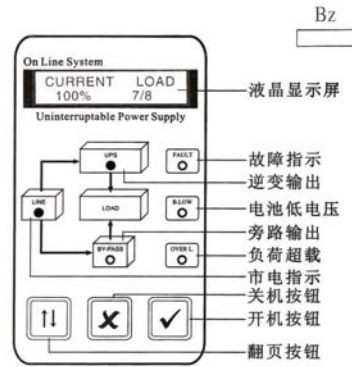 Bz
On Line System
CURRENT LOAD
100% 7/8
Uninterruptable Power Supply
液晶显示屏
UPS
FAULT
故障指示
逆变输出
LINE
LOAD
B.LOW
电池低电压
旁路输出
BY-PASS
OVER L.
负荷超载
市电指示
关机按钮
开机按钮
翻页按钮